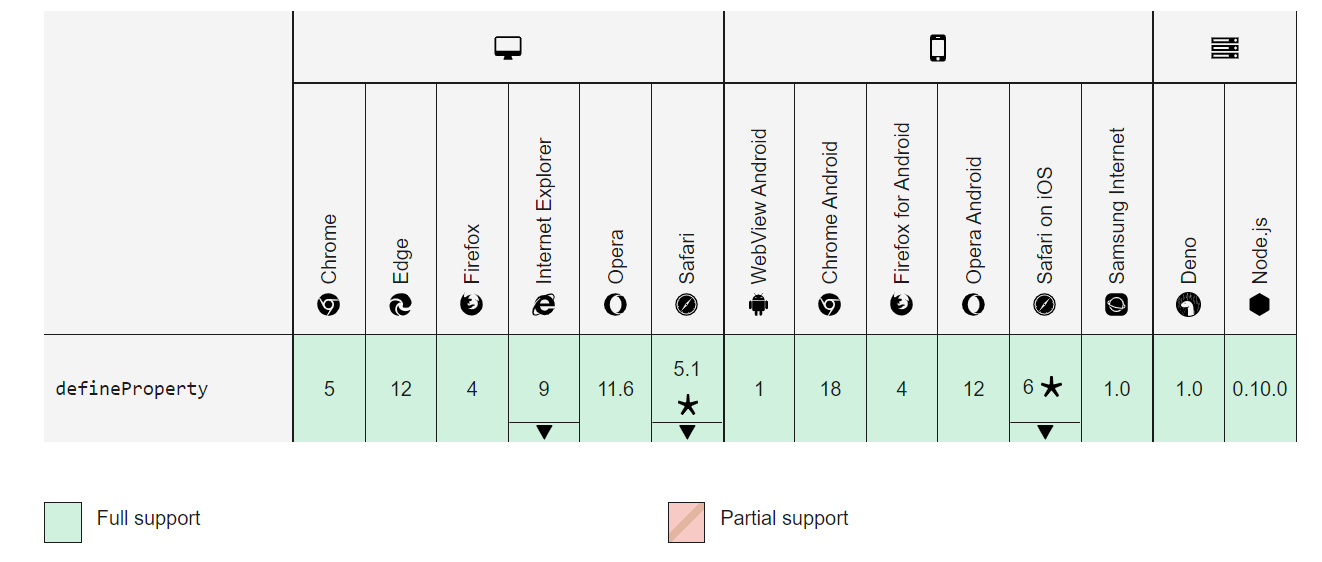 Chrome
Edge
Firefox
Internet Explorer
Opera
Safari
WebView Android
Chrome Android
Firefox for Android
Opera Android
Safari on iOS
Samsung Internet
Deno
Node.js
defineProperty 5 12 4 9 11.6 5.1 1 18 4 12 6 1.0 1.0 0.10.0
Full support
Partial support